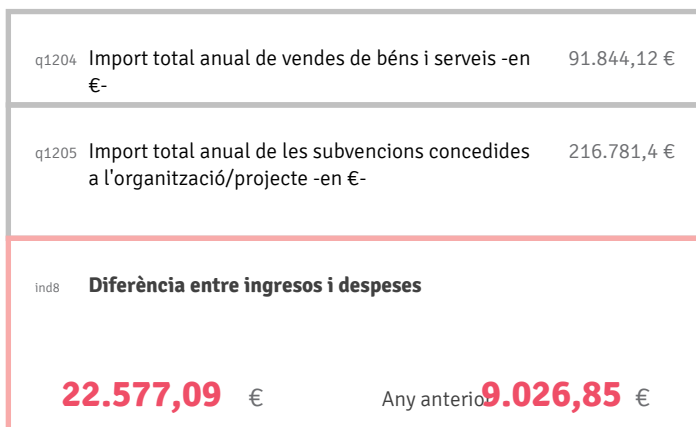 q1204 Import total anual de vendes de béns i serveis -en 91.844,12 €
€-
q1205 Import total anual de les subvencions concedides 216.781,4 €
a l'organització/projecte -en €-
ind8 Diferència entre ingresos i despeses
22.577,09 € Any anterior 9.026,85 €